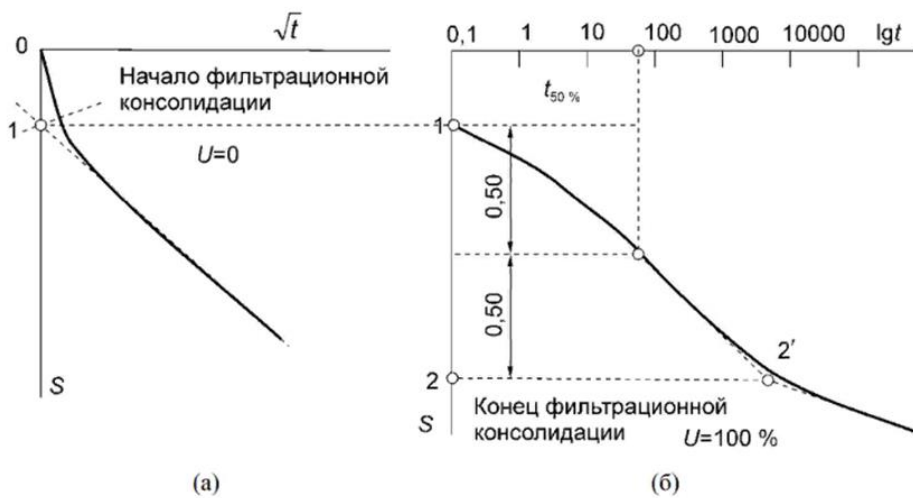 0
√t
Начало фильтрационной
консолидации
1
U=0
S
(а)
0,1 1 10 100 1000 10000 lgt
t50 %
1
0,50
0,50
2'
2
S
Конец фильтрационной
консолидации
U=100 %
(б)